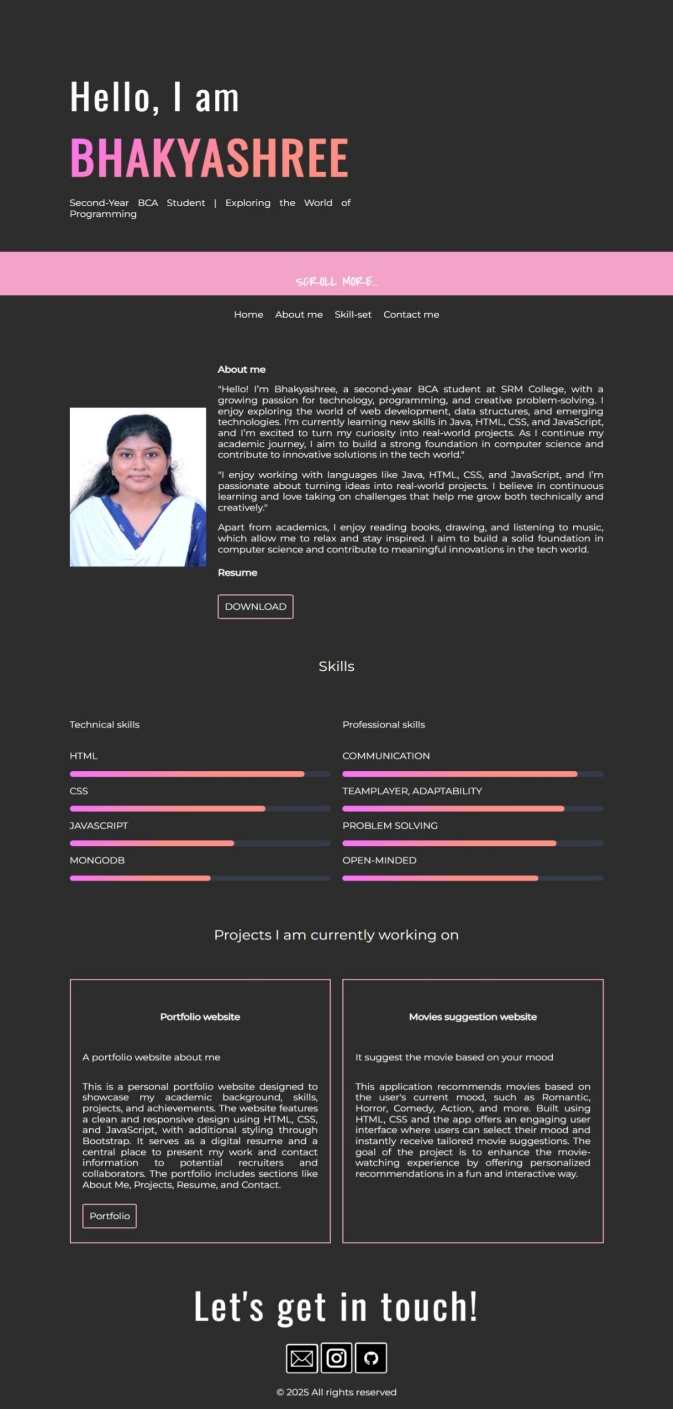 Hello, I am
BHAKYASHREE
Second-Year BCA Student | Exploring the World of
Programming
SCROLL MORE...
Home About me Skill-set Contact me
About me
"Hello! I'm Bhakyashree, a second-year BCA student at SRM College, with a
growing passion for technology, programming, and creative problem-solving. I
enjoy exploring the world of web development, data structures, and emerging
technologies. I'm currently learning new skills in Java, HTML, CSS, and JavaScript,
and I'm excited to turn my curiosity into real-world projects. As I continue my
academic journey, I aim to build a strong foundation in computer science and
contribute to innovative solutions in the tech world."
"I enjoy working with languages like Java, HTML, CSS, and JavaScript, and I'm
passionate about turning ideas into real-world projects. I believe in continuous
learning and love taking on challenges that help me grow both technically and
creatively."
Apart from academics, I enjoy reading books, drawing, and listening to music,
which allow me to relax and stay inspired. I aim to build a solid foundation in
computer science and contribute to meaningful innovations in the tech world.
Resume
DOWNLOAD
Skills
Technical skills
HTML
CSS
JAVASCRIPT
MONGODB
Professional skills
COMMUNICATION
TEAMPLAYER, ADAPTABILITY
PROBLEM SOLVING
OPEN-MINDED
Projects I am currently working on
Portfolio website
A portfolio website about me
This is a personal portfolio website designed to
showcase my academic background, skills,
projects, and achievements. The website features
a clean and responsive design using HTML, CSS,
and JavaScript, with additional styling through
Bootstrap. It serves as a digital resume and a
central place to present my work and contact
information to potential recruiters and
collaborators. The portfolio includes sections like
About Me, Projects, Resume, and Contact.
Portfolio
Movies suggestion website
It suggest the movie based on your mood
This application recommends movies based on
the user's current mood, such as Romantic,
Horror, Comedy, Action, and more. Built using
HTML, CSS and the app offers an engaging user
interface where users can select their mood and
instantly receive tailored movie suggestions. The
goal of the project is to enhance the movie-
watching experience by offering personalized
recommendations in a fun and interactive way.
Let's get in touch!
© 2025 All rights reserved